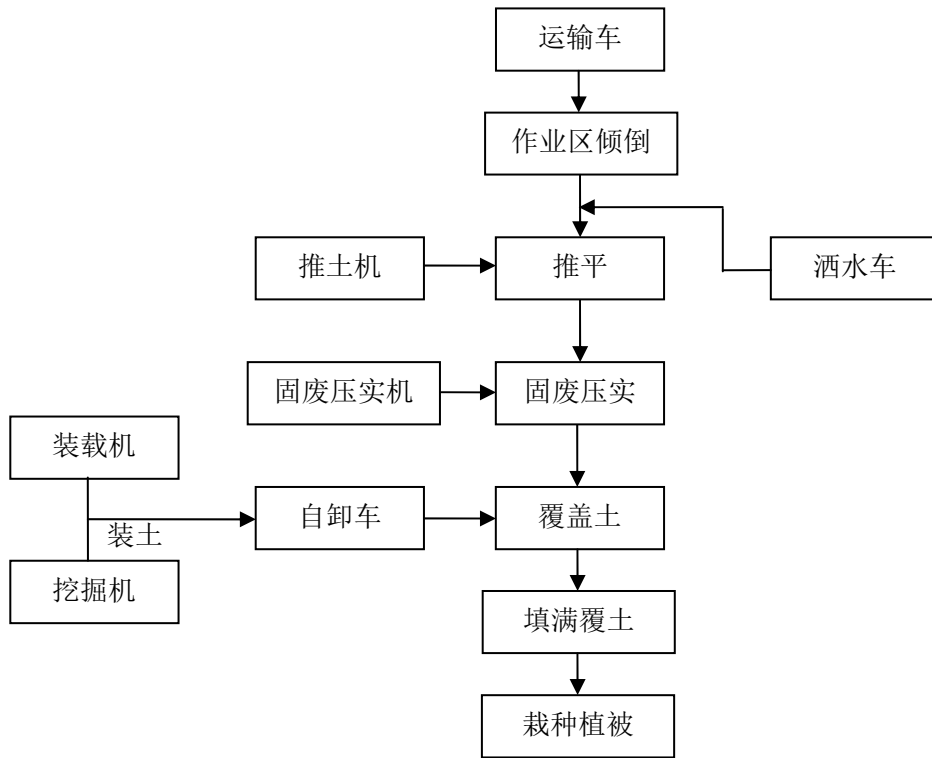 运输车
作业区倾倒
推土机
推平
洒水车
固废压实机
固废压实
装载机
装土
自卸车
覆盖土
挖掘机
填满覆土
栽种植被